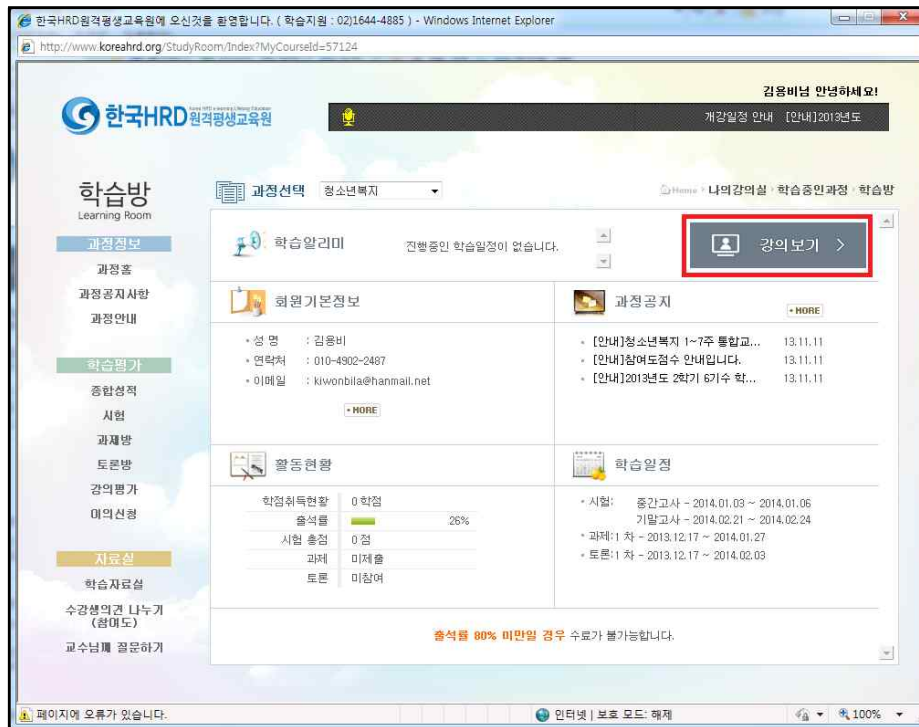 한국HRD원격평생교육원에 오신것을 환영합니다. ( 학습지원 : 02)1644-4885 ) - Windows Internet Explorer
http://www.koreahrd.org/StudyRoom/Index?MyCourseId=57124
김용비님 안녕하세요!
한국HRD원격평생교육원
개강일정 안내 [안내]2013년도
학습방
Learning Room
과정선택 청소년복지
Home 나의강의실 학습중인과정 학습방
과정정보
과정홈
과정공지사항
과정안내
학습평가
종합성적
시험
과제방
토론방
강의평가
이의신청
자료실
학습자료실
수강생의견 나누기
(참여도)
교수님께 질문하기
학습알리미 진행중인 학습일정이 없습니다.
강의보기 >
회원기본정보
• 성 명 : 김용비
• 연락처 : 010-4902-2487
• 이메일 : kiwonbila@hanmail.net
• MORE
과정공지
• MORE
• [안내]청소년복지 1~7주 통합교... 13.11.11
• [안내]참여도점수 안내입니다. 13.11.11
• [안내]2013년도 2학기 6기수 학... 13.11.11
활동현황
학점취득현황 0 학점
출석률 26%
시험 총점 0 점
과제 미제출
토론 미참여
학습일정
• 시험: 중간고사 - 2014.01.03 ~ 2014.01.06
기말고사 - 2014.02.21 ~ 2014.02.24
• 과제:1 차 - 2013.12.17 ~ 2014.01.27
• 토론:1 차 - 2013.12.17 ~ 2014.02.03
출석률 80% 미만일 경우 수료가 불가능합니다.
페이지에 오류가 있습니다.
인터넷 | 보호 모드: 해제
100%